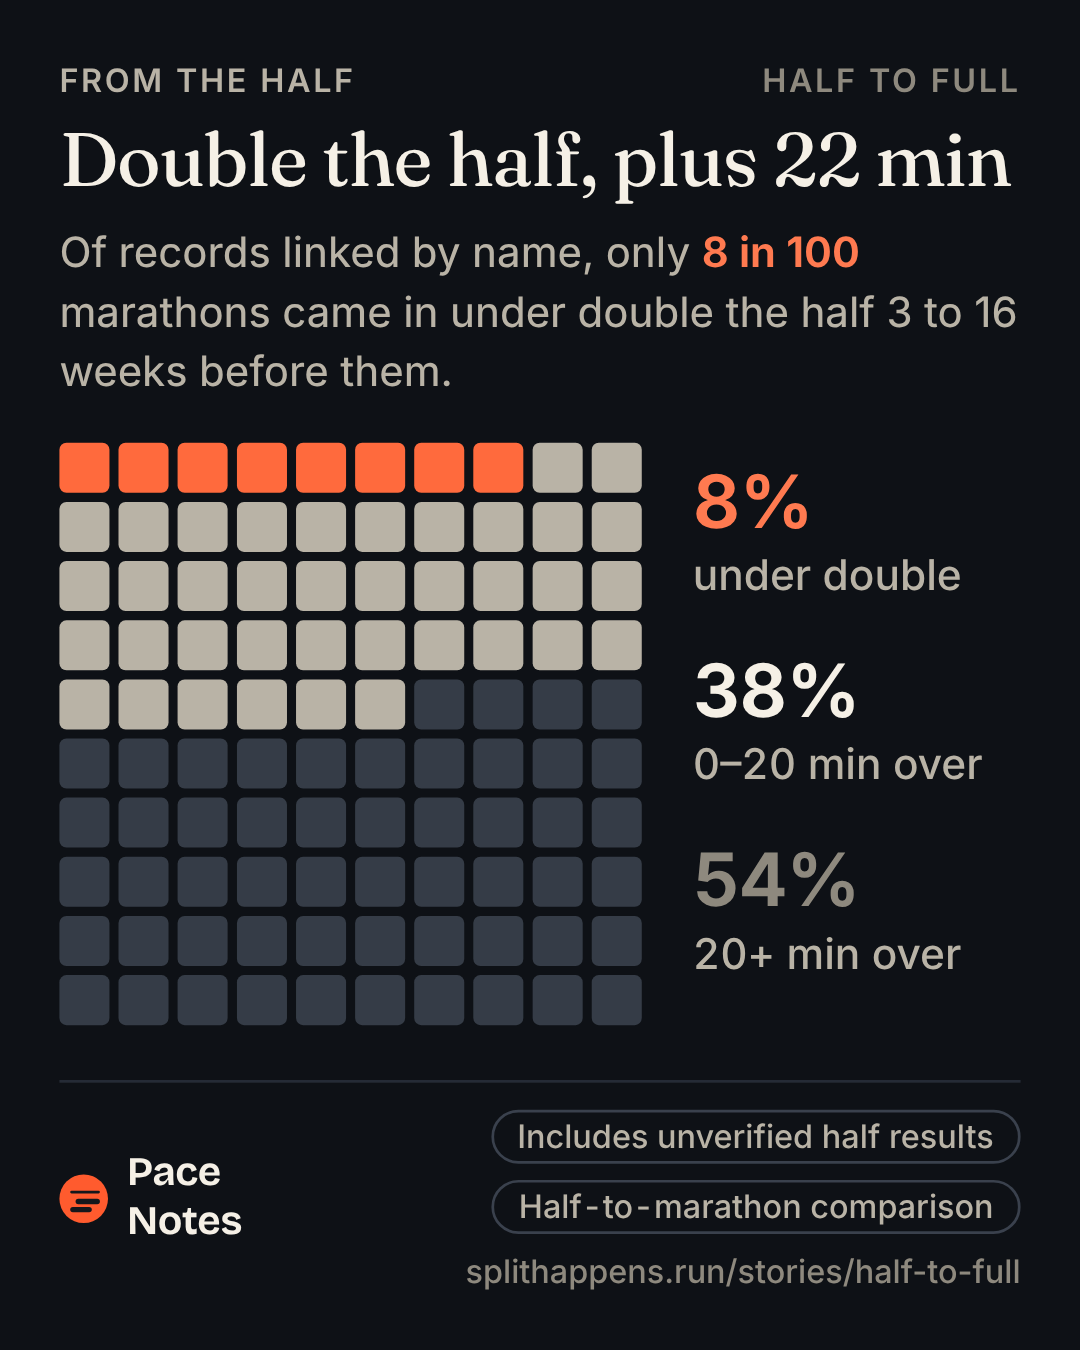 FROM THE HALF
HALF TO FULL
Double the half, plus 22 min
Of records linked by name, only 8 in 100
marathons came in under double the half 3 to 16
weeks before them.
8%
under double
38%
0–20 min over
54%
20+ min over
Pace
Notes
Includes unverified half results
Half-to-marathon comparison
splithappens.run/stories/half-to-full